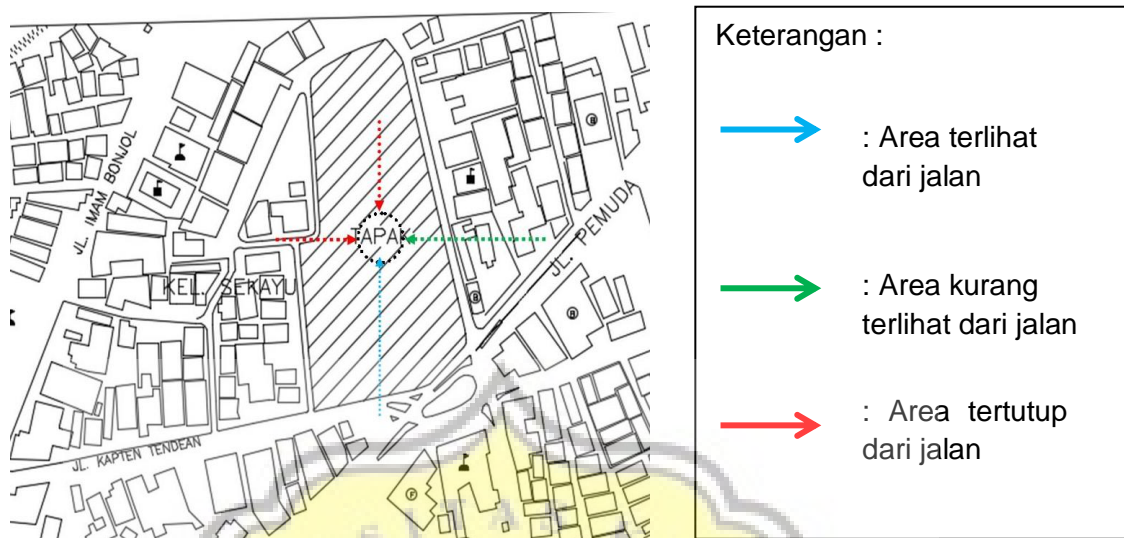 JL. IMAM BONJOL
TAPAK
JL. PEMUDA
KEL. SEKAYU
JL. KAPTEN TENDEAN
Keterangan :
: Area terlihat
dari jalan
: Area kurang
terlihat dari jalan
: Area tertutup
dari jalan